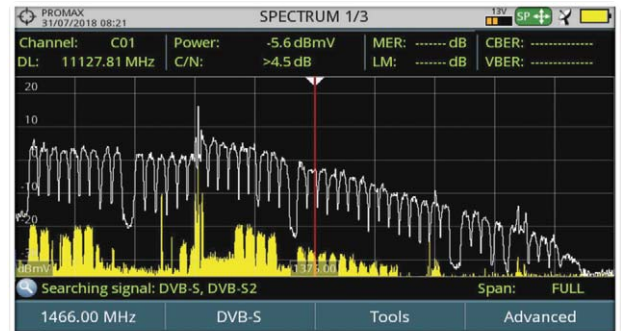 PROMAX
31/07/2018 08:21
SPECTRUM 1/3
13V
SP
Channel: C01
Power: -5.6 dBmV
MER: ------- dB
CBER: --------------
DL: 11127.81 MHz
C/N: >4.5 dB
LM: ------- dB
VBER: --------------
20
10
-10
-20
dBmV
1375.00
Searching signal: DVB-S, DVB-S2
Span: FULL
1466.00 MHz
DVB-S
Tools
Advanced